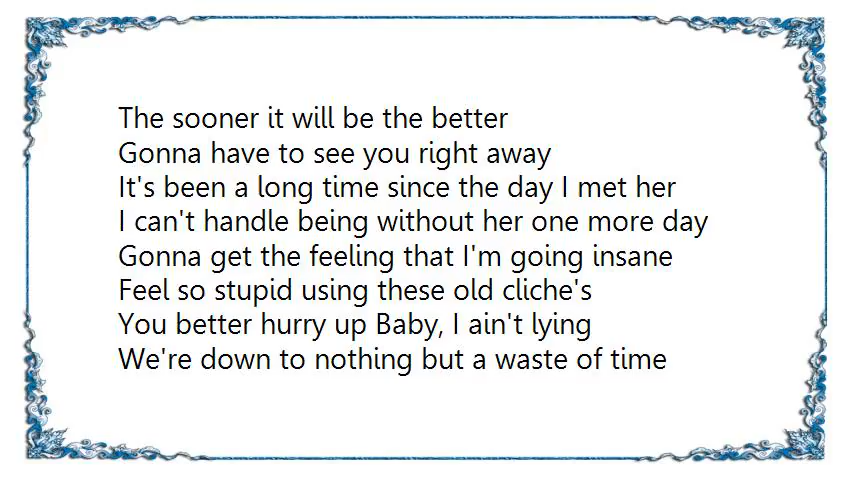 The sooner it will be the better
Gonna have to see you right away
It's been a long time since the day I met her
I can't handle being without her one more day
Gonna get the feeling that I'm going insane
Feel so stupid using these old cliche's
You better hurry up Baby, I ain't lying
We're down to nothing but a waste of time